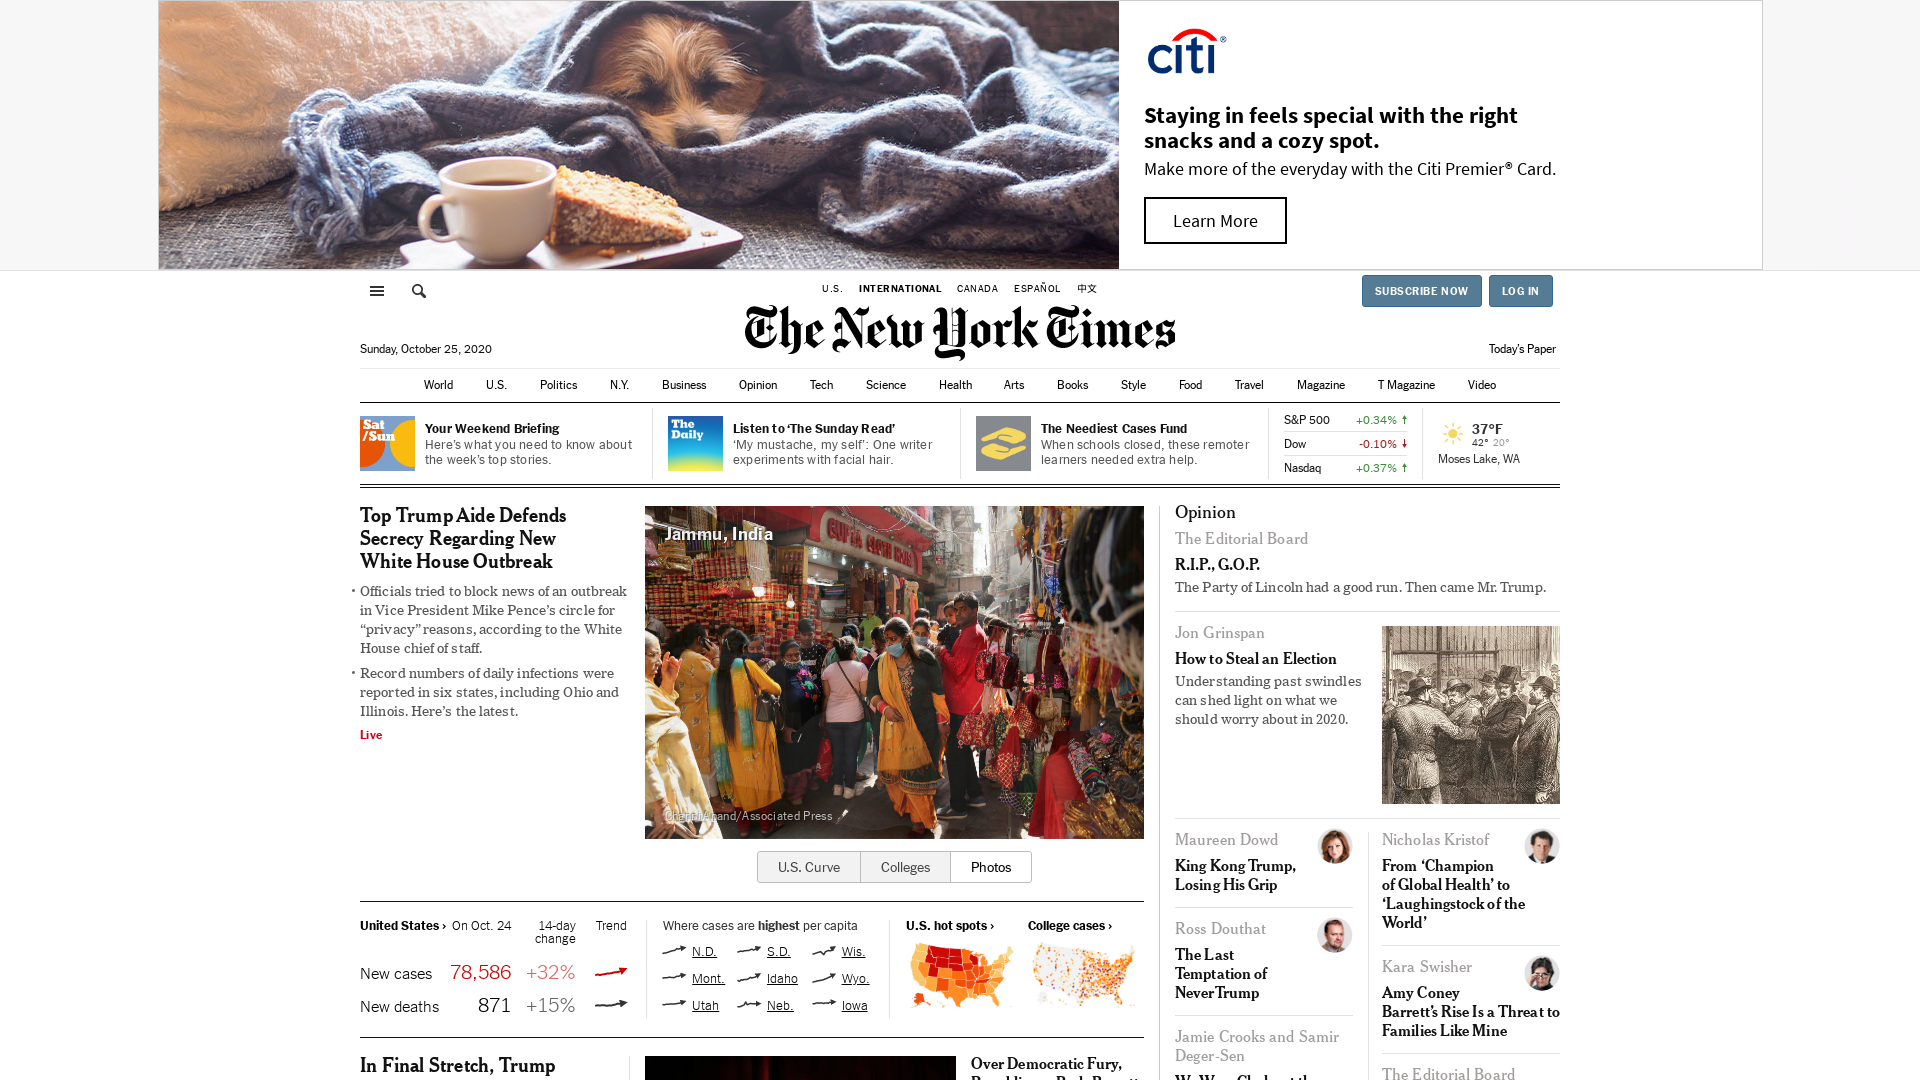 citi®
Staying in feels special with the right
snacks and a cozy spot.
Make more of the everyday with the Citi Premier® Card.
Learn More
U.S. INTERNATIONAL CANADA ESPAÑOL 中文
SUBSCRIBE NOW LOG IN
The New York Times
Sunday, October 25, 2020
Today's Paper
World U.S. Politics N.Y. Business Opinion Tech Science Health Arts Books Style Food Travel Magazine T Magazine Video
Sat
/Sun
Your Weekend Briefing
Here's what you need to know about
the week's top stories.
The
Daily
Listen to ‘The Sunday Read’
‘My mustache, my self’: One writer
experiments with facial hair.
The Neediest Cases Fund
When schools closed, these remoter
learners needed extra help.
S&P 500 +0.34% ↑
Dow -0.10% ↓
Nasdaq +0.37% ↑
37°F
42° 20°
Moses Lake, WA
Top Trump Aide Defends
Secrecy Regarding New
White House Outbreak
• Officials tried to block news of an outbreak
in Vice President Mike Pence’s circle for
“privacy” reasons, according to the White
House chief of staff.
• Record numbers of daily infections were
reported in six states, including Ohio and
Illinois. Here’s the latest.
Live
Jammu, India
GUPTA CLOTH
Anand/Associated Press
U.S. Curve Colleges Photos
United States › On Oct. 24 14-day Trend
change
New cases 78,586 +32%
New deaths 871 +15%
Where cases are highest per capita
N.D. S.D. Wis.
Mont. Idaho Wyo.
Utah Neb. Iowa
U.S. hot spots › College cases ›
In Final Stretch, Trump
Over Democratic Fury,
Opinion
The Editorial Board
R.I.P., G.O.P.
The Party of Lincoln had a good run. Then came Mr. Trump.
Jon Grinspan
How to Steal an Election
Understanding past swindles
can shed light on what we
should worry about in 2020.
Maureen Dowd
King Kong Trump,
Losing His Grip
Ross Douthat
The Last
Temptation of
NeverTrump
Jamie Crooks and Samir
Deger-Sen
Nicholas Kristof
From ‘Champion
of Global Health’ to
‘Laughingstock of the
World’
Kara Swisher
Amy Coney
Barrett’s Rise Is a Threat to
Families Like Mine
The Editorial Board